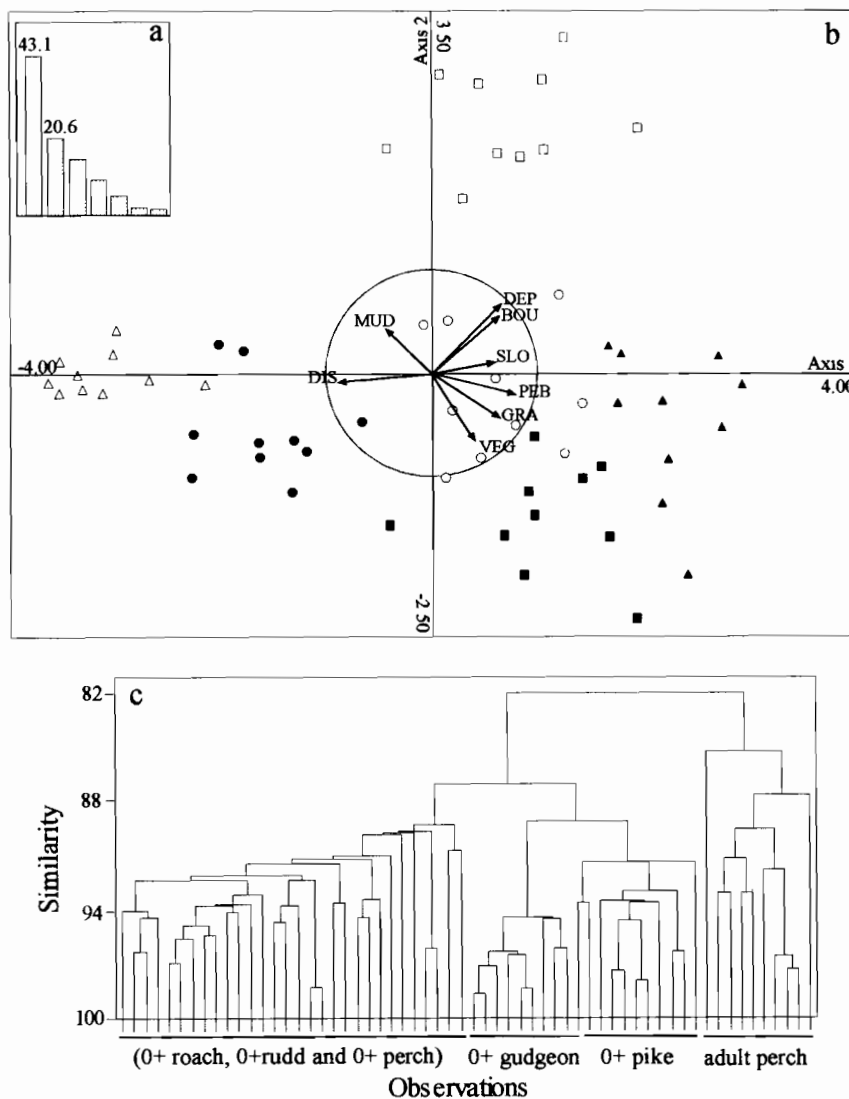 a
43.1
20.6
Axis 2
3 50
b
DEP
BOU
MUD
SLO
-4.00
DIS
Axis
4.00
PEB
GRA
VEG
-2 50
c
82
88
94
100
Similarity
(0+ roach, 0+rudd and 0+ perch)
0+ gudgeon
0+ pike
adult perch
Observations